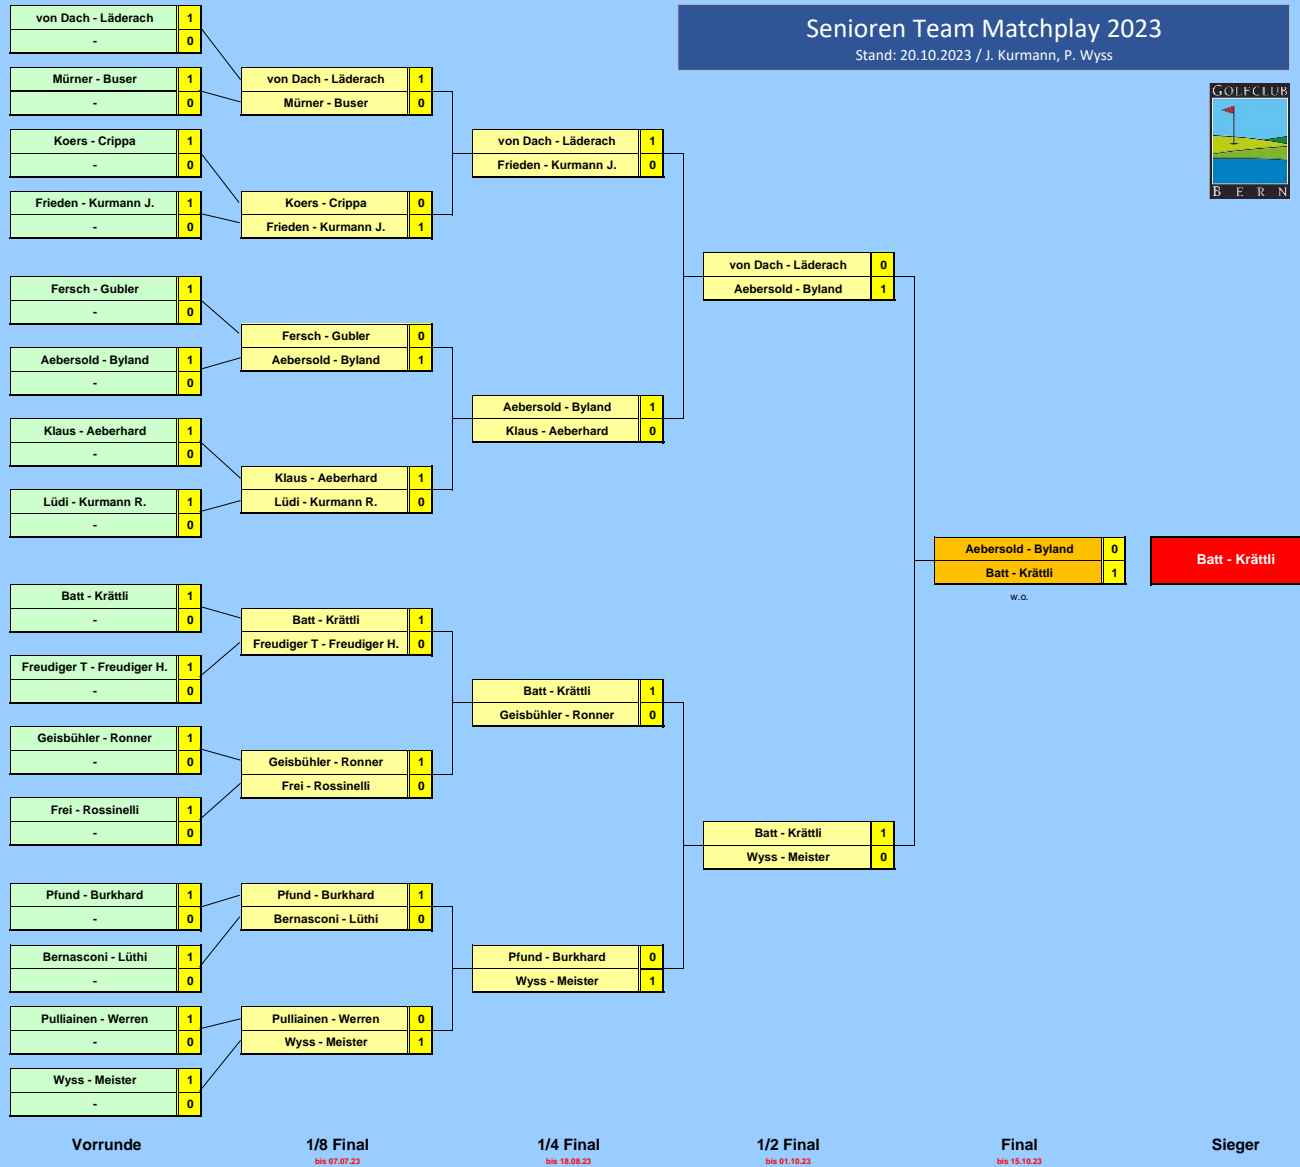 Senioren Team Matchplay 2023
Stand: 20.10.2023 / J. Kurmann, P. Wyss
GOLFCLUB
BERN
von Dach - Läderach 1
- 0
Mürner - Buser 1
- 0
Koers - Crippa 1
- 0
Frieden - Kurmann J. 1
- 0
Fersch - Gubler 1
- 0
Aebersold - Byland 1
- 0
Klaus - Aeberhard 1
- 0
Lüdi - Kurmann R. 1
- 0
Batt - Krättli 1
- 0
Freudiger T - Freudiger H. 1
- 0
Geisbühler - Ronner 1
- 0
Frei - Rossinelli 1
- 0
Pfund - Burkhard 1
- 0
Bernasconi - Lüthi 1
- 0
Pulliainen - Werren 1
- 0
Wyss - Meister 1
- 0
Vorrunde
von Dach - Läderach 1
Mürner - Buser 0
Koers - Crippa 0
Frieden - Kurmann J. 1
Fersch - Gubler 0
Aebersold - Byland 1
Klaus - Aeberhard 1
Lüdi - Kurmann R. 0
Batt - Krättli 1
Freudiger T - Freudiger H. 0
Geisbühler - Ronner 1
Frei - Rossinelli 0
Pfund - Burkhard 1
Bernasconi - Lüthi 0
Pulliainen - Werren 0
Wyss - Meister 1
1/8 Final
bis 07.07.23
von Dach - Läderach 1
Frieden - Kurmann J. 0
Aebersold - Byland 1
Klaus - Aeberhard 0
Batt - Krättli 1
Geisbühler - Ronner 0
Pfund - Burkhard 0
Wyss - Meister 1
1/4 Final
bis 18.08.23
von Dach - Läderach 0
Aebersold - Byland 1
Batt - Krättli 1
Wyss - Meister 0
1/2 Final
bis 01.10.23
Aebersold - Byland 0
Batt - Krättli 1
w.o.
Final
bis 15.10.23
Batt - Krättli
Sieger